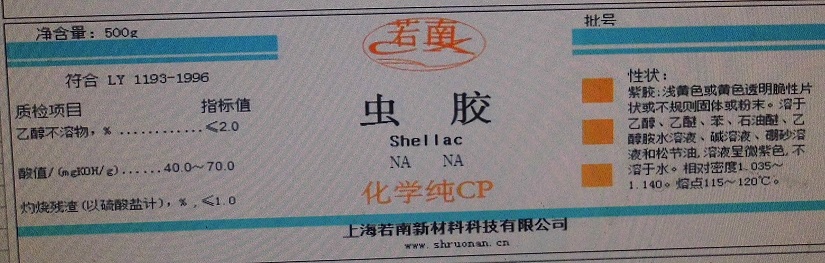 净含量：500g
符合 LY 1193-1996
质检项目 指标值
乙醇不溶物，% ............≤2.0
酸值/(mgKOH/g)......40.0～70.0
灼烧残渣(以硫酸盐计)，% ,≤1.0
若南
虫 胶
Shellac
NA NA
化学纯CP
上海若南新材料科技有限公司
www.shruonan.cn
批号
性状：
紫胶:浅黄色或黄色透明脆性片
状或不规则固体或粉末。溶于
乙醇、乙醚、苯、石油醚、乙
醇胺水溶液、碱溶液、硼砂溶
液和松节油,溶液呈微紫色,不
溶于水。相对密度1.035～
1.140。熔点115～120℃。